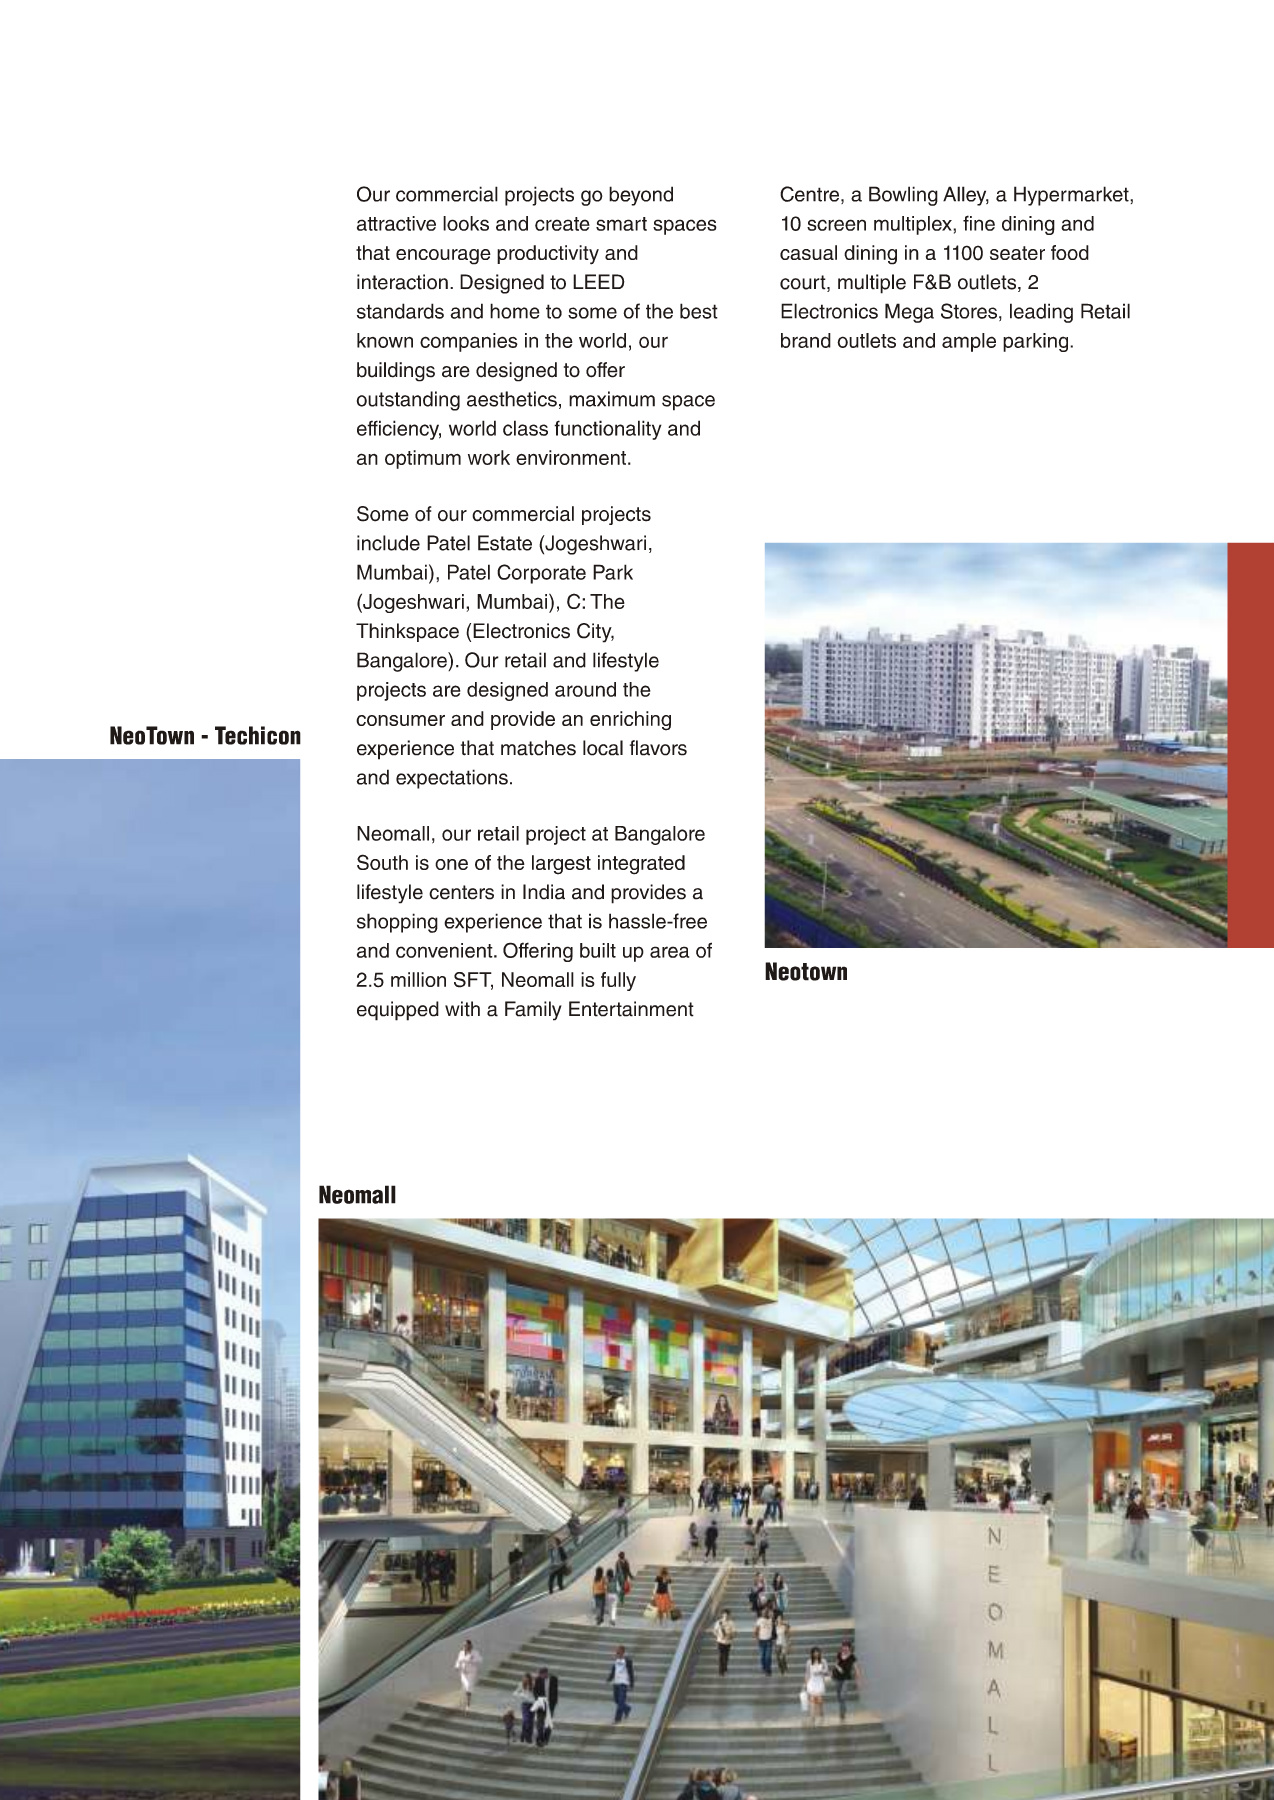 Our commercial projects go beyond
attractive looks and create smart spaces
that encourage productivity and
interaction. Designed to LEED
standards and home to some of the best
known companies in the world, our
buildings are designed to offer
outstanding aesthetics, maximum space
efficiency, world class functionality and
an optimum work environment.
Some of our commercial projects
include Patel Estate (Jogeshwari,
Mumbai), Patel Corporate Park
(Jogeshwari, Mumbai), C: The
Thinkspace (Electronics City,
Bangalore). Our retail and lifestyle
projects are designed around the
consumer and provide an enriching
experience that matches local flavors
and expectations.
Neomall, our retail project at Bangalore
South is one of the largest integrated
lifestyle centers in India and provides a
shopping experience that is hassle-free
and convenient. Offering built up area of
2.5 million SFT, Neomall is fully
equipped with a Family Entertainment
Centre, a Bowling Alley, a Hypermarket,
10 screen multiplex, fine dining and
casual dining in a 1100 seater food
court, multiple F&B outlets, 2
Electronics Mega Stores, leading Retail
brand outlets and ample parking.
NeoTown - Techicon
Neotown
Neomall
NEOMALL